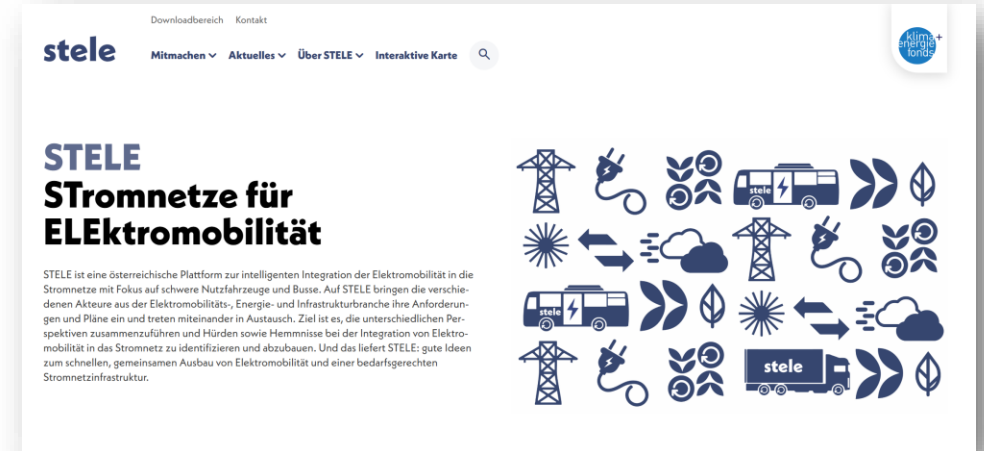 Downloadbereich Kontakt
stele
Mitmachen Aktuelles Über STELE Interaktive Karte
klima+
energie
fonds
STELE
STromnetze für
ELEktromobilität
STELE ist eine österreichische Plattform zur intelligenten Integration der Elektromobilität in die
Stromnetze mit Fokus auf schwere Nutzfahrzeuge und Busse. Auf STELE bringen die verschie-
denen Akteure aus der Elektromobilitäts-, Energie- und Infrastrukturbranche ihre Anforderun-
gen und Pläne ein und treten miteinander in Austausch. Ziel ist es, die unterschiedlichen Per-
spektiven zusammenzuführen und Hürden sowie Hemmnisse bei der Integration von Elektro-
mobilität in das Stromnetz zu identifizieren und abzubauen. Und das liefert STELE: gute Ideen
zum schnellen, gemeinsamen Ausbau von Elektromobilität und einer bedarfsgerechten
Stromnetzinfrastruktur.
stele
stele
stele